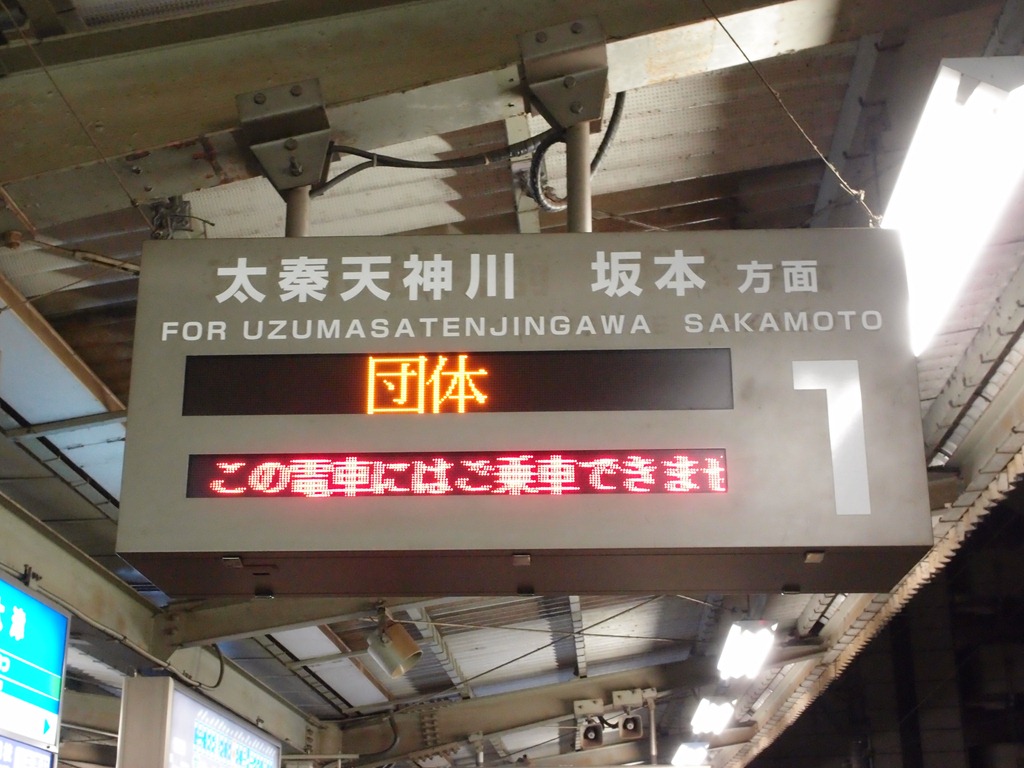 太秦天神川 坂本 方面
FOR UZUMASATENJINGAWA SAKAMOTO
団体
1
この電車にはご乗車できませ